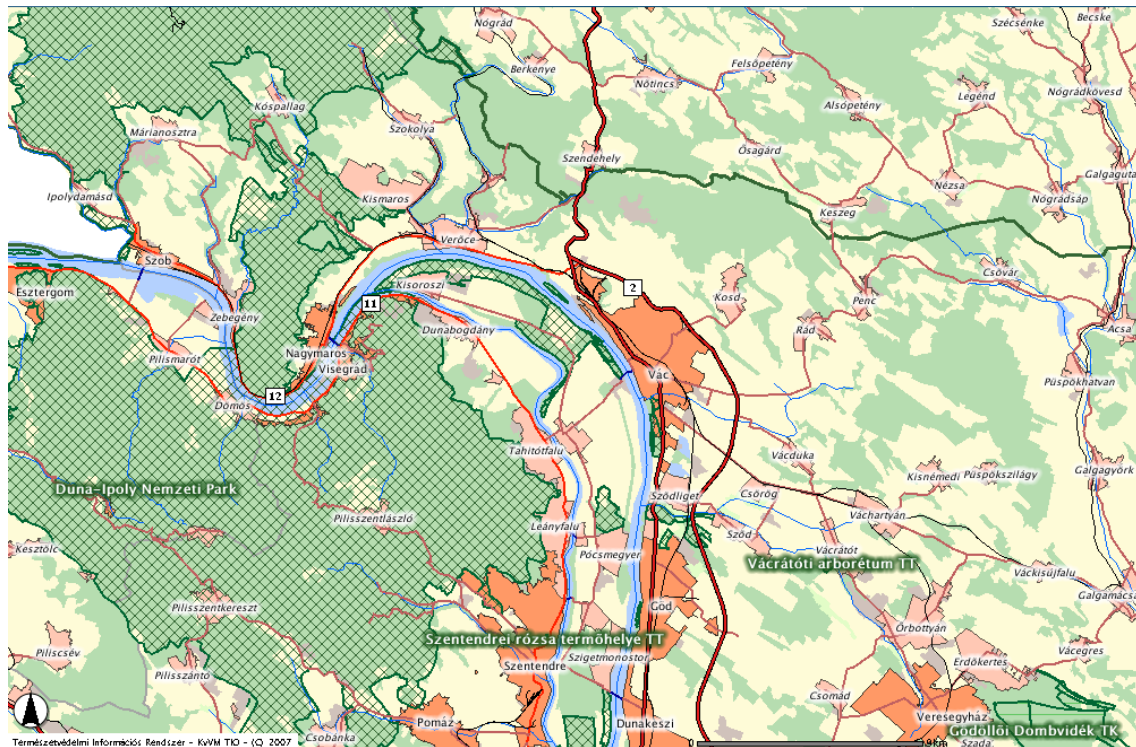 Nógrád
Berkenye
Nőtincs
Felsőpetény
Szécsénke
Becske
Nógrádkövesd
Legénd
Alsópetény
Kóspallag
Márianosztra
Szokolya
Szendehely
Ősagárd
Nézsa
Galgaguta
Ipolydamásd
Kismaros
Keszeg
Nógrádsáp
Verőce
Szob
Kisoroszi
Csővár
Esztergom
2
Kosd
Penc
11
Zebegény
Dunabogdány
Rád
Acsa
Pilismarót
Nagymaros
Visegrád
Vác
Püspökhatvan
12
Dömös
Tahitótfalu
Vácduka
Kisnémedi
Püspökszilágy
Galgagyörk
Duna-Ipoly Nemzeti Park
Sződliget
Csörög
Pilisszentlászló
Leányfalu
Sződ
Váchartyán
Kesztölc
Pócsmegyer
Vácrátót
Vácrátóti arborétum TT
Váckisújfalu
Galgamácsa
Pilisszentkereszt
Göd
Őrbottyán
Szentendrei rózsa termőhelye TT
Piliscsév
Szigetmonostor
Vácegres
Pilisszántó
Szentendre
Erdőkertes
Csomád
Pomáz
Dunakeszi
Veresegyház
Csobánka
Gödöllői Dombvidék TK
Szada
9km
Természetvédelmi Információs Rendszer - KvVM TIO - (C) 2007